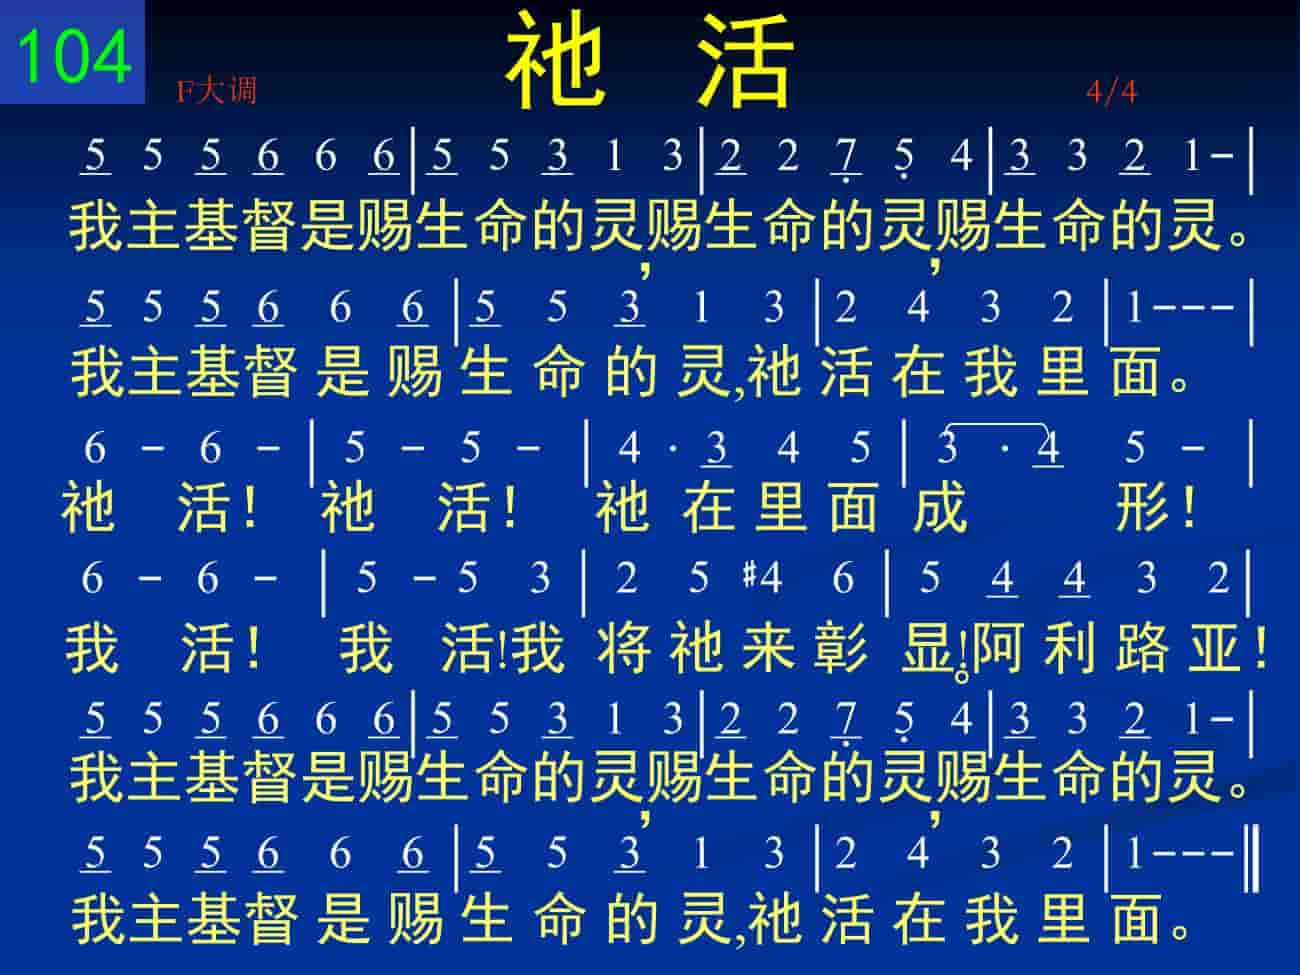 104
祂 活
F大调 4/4
5 5 5 6 6 6 | 5 5 3 1 3 | 2 2 7 5 4 | 3 3 2 1 - |
我主基督是赐生命的灵,赐生命的灵,赐生命的灵。
5 5 5 6 6 6 | 5 5 3 1 3 | 2 4 3 2 | 1 - - - |
我主基督是赐生命的灵,祂活在我里面。
6 - 6 - | 5 - 5 - | 4 · 3 4 5 | 3 · 4 5 - |
祂 活! 祂 活! 祂在里面成 形!
6 - 6 - | 5 - 5 3 | 2 5 #4 6 | 5 4 4 3 2 |
我 活! 我 活!我将祂来彰显!。阿利路亚!
5 5 5 6 6 6 | 5 5 3 1 3 | 2 2 7 5 4 | 3 3 2 1 - |
我主基督是赐生命的灵,赐生命的灵,赐生命的灵。
5 5 5 6 6 6 | 5 5 3 1 3 | 2 4 3 2 | 1 - - - ‖
我主基督是赐生命的灵,祂活在我里面。